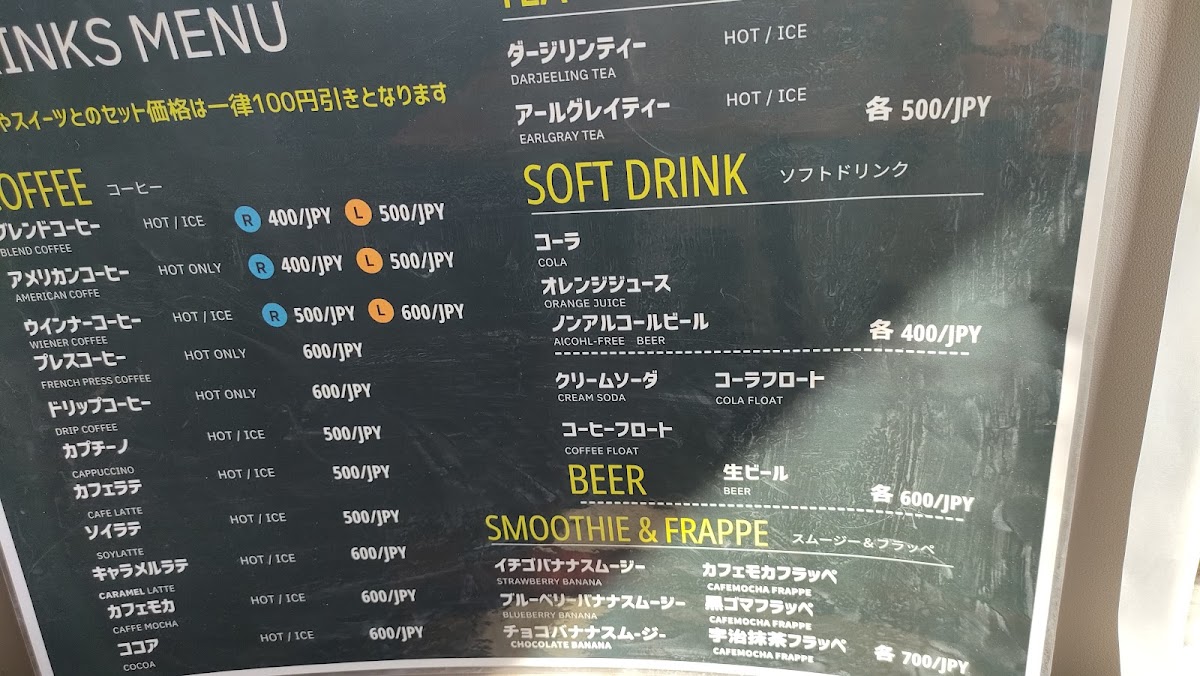 INKS MENU
やスイーツとのセット価格は一律100円引きとなります
OFFEE コーヒー
ブレンドコーヒー HOT / ICE R 400/JPY L 500/JPY
BLEND COFFEE
アメリカンコーヒー HOT ONLY R 400/JPY L 500/JPY
AMERICAN COFFE
ウインナーコーヒー HOT / ICE R 500/JPY L 600/JPY
WIENER COFFEE
プレスコーヒー HOT ONLY 600/JPY
FRENCH PRESS COFFEE
ドリップコーヒー HOT ONLY 600/JPY
DRIP COFFEE
カプチーノ HOT / ICE 500/JPY
CAPPUCCINO
カフェラテ HOT / ICE 500/JPY
CAFE LATTE
ソイラテ HOT / ICE 500/JPY
SOYLATTE
キャラメルラテ HOT / ICE 600/JPY
CARAMEL LATTE
カフェモカ HOT / ICE 600/JPY
CAFFE MOCHA
ココア HOT / ICE 600/JPY
COCOA
TEA
ダージリンティー HOT / ICE
DARJEELING TEA
アールグレイティー HOT / ICE 各 500/JPY
EARLGRAY TEA
SOFT DRINK ソフトドリンク
コーラ
COLA
オレンジジュース
ORANGE JUICE
ノンアルコールビール 各 400/JPY
AICOHL-FREE BEER
クリームソーダ コーラフロート
CREAM SODA COLA FLOAT
コーヒーフロート
COFFEE FLOAT
BEER 生ビール 各 600/JPY
BEER
SMOOTHIE & FRAPPE スムージー&フラッペ
イチゴバナナスムージー カフェモカフラッペ
STRAWBERRY BANANA CAFEMOCHA FRAPPE
ブルーベリーバナナスムージー 黒ゴマフラッペ
BLUEBERRY BANANA CAFEMOCHA FRAPPE
チョコバナナスムージー 宇治抹茶フラッペ 各 700/JPY
CHOCOLATE BANANA CAFEMOCHA FRAPPE